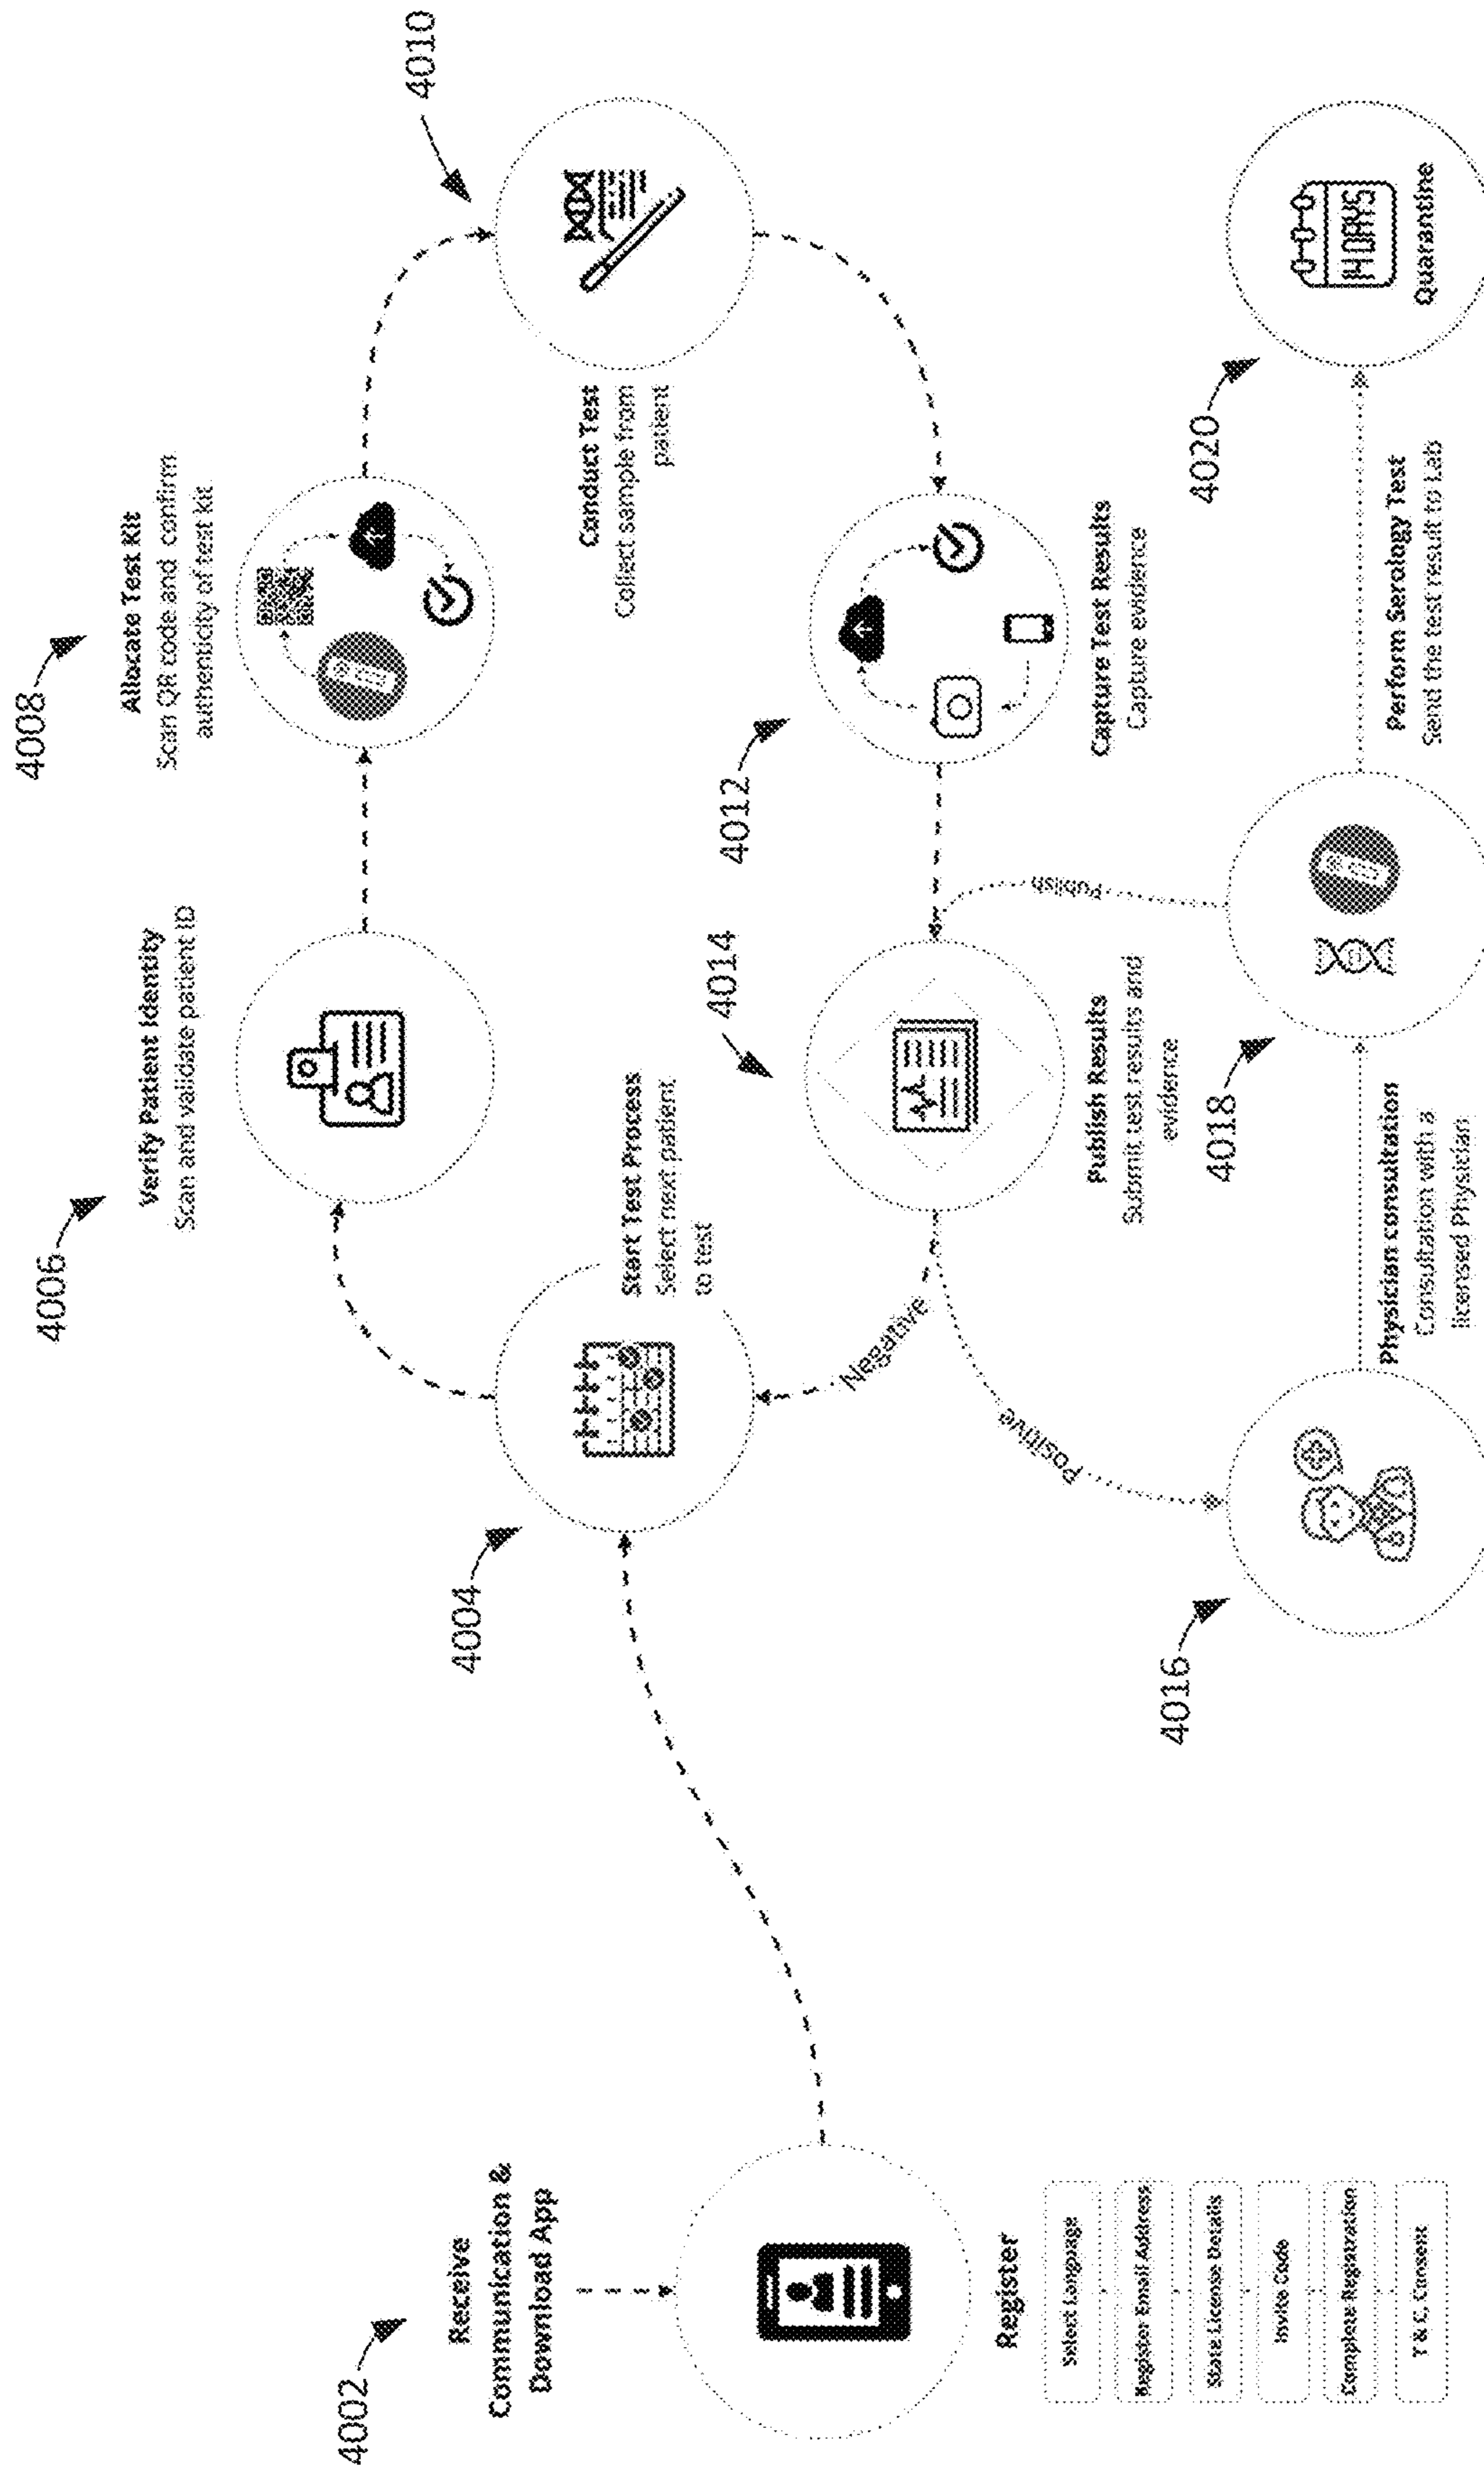 4002
Receive
Communication &
Download App
Register
Select Language
Register Email Address
State License Details
Invite Code
Complete Registration
T & C, Consent
4004
Start Test Process
Select next patient
to test
4006
Verify Patient Identity
Scan and validate patient ID
4008
Allocate Test Kit
Scan QR code and confirm
authenticity of test kit
4010
Conduct Test
Collect sample from
patient
4012
Capture Test Results
Capture evidence
4014
Publish Results
Submit test results and
evidence
Negative
Positive
Publish
4016
Physician consultation
Consultation with a
licensed Physician
4018
Perform Serology Test
Send the test result to Lab
4020
14 DAYS
Quarantine